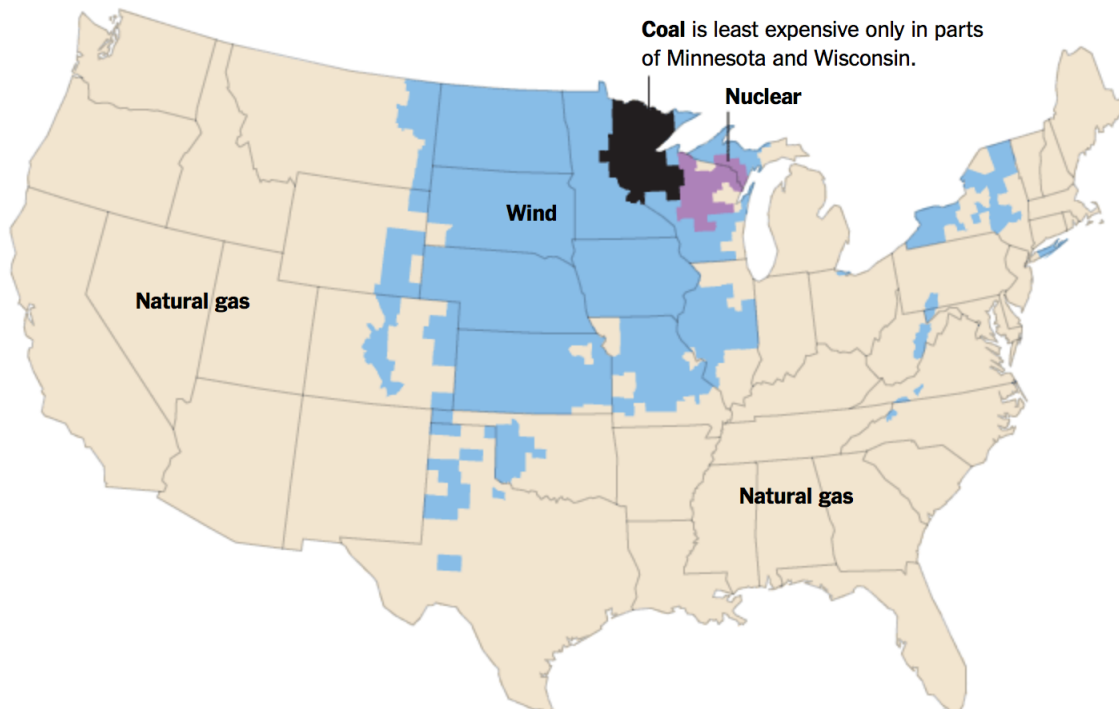 Coal is least expensive only in parts
of Minnesota and Wisconsin.
Nuclear
Wind
Natural gas
Natural gas